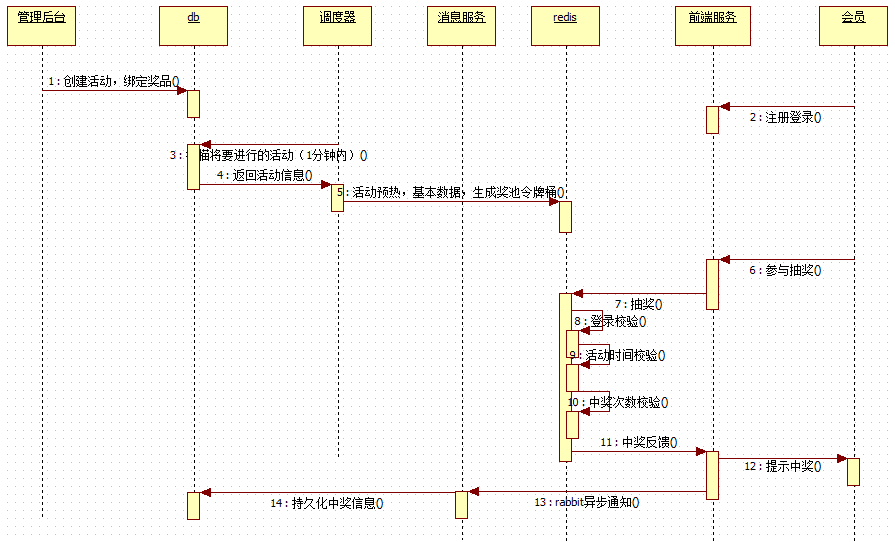 管理后台
db
调度器
消息服务
redis
前端服务
会员
1 : 创建活动，绑定奖品()
2 : 注册登录()
3 : 描将要进行的活动（1分钟内）()
4 : 返回活动信息()
5 : 活动预热，基本数据，生成奖池令牌桶()
6 : 参与抽奖()
7 : 抽奖()
8 : 登录校验()
9 : 活动时间校验()
10 : 中奖次数校验()
11 : 中奖反馈()
12 : 提示中奖()
13 : rabbit异步通知()
14 : 持久化中奖信息()